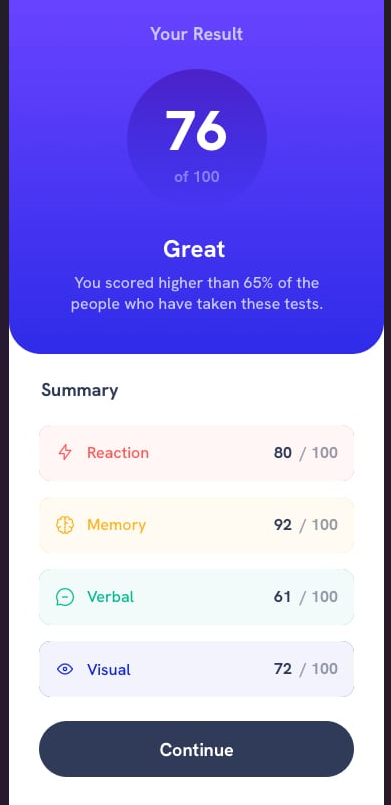 Your Result
76
of 100
Great
You scored higher than 65% of the
people who have taken these tests.
Summary
Reaction 80 / 100
Memory 92 / 100
Verbal 61 / 100
Visual 72 / 100
Continue